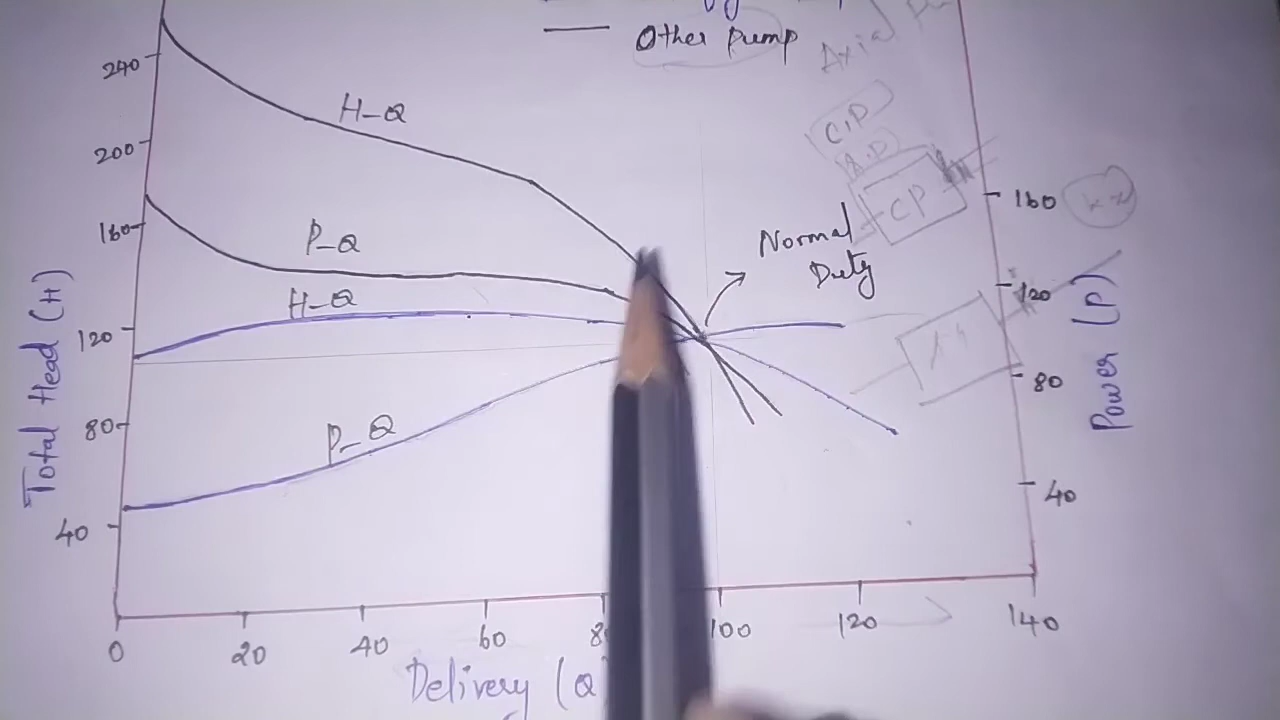 Other pump
Axial
240
H-Q
C.P
200
CP
160
160
P-Q
Normal
Duty
H-Q
120
120
80
80
P-Q
40
40
Total Head (H)
Power (P)
0
20
40
60
100
120
140
Delivery (Q